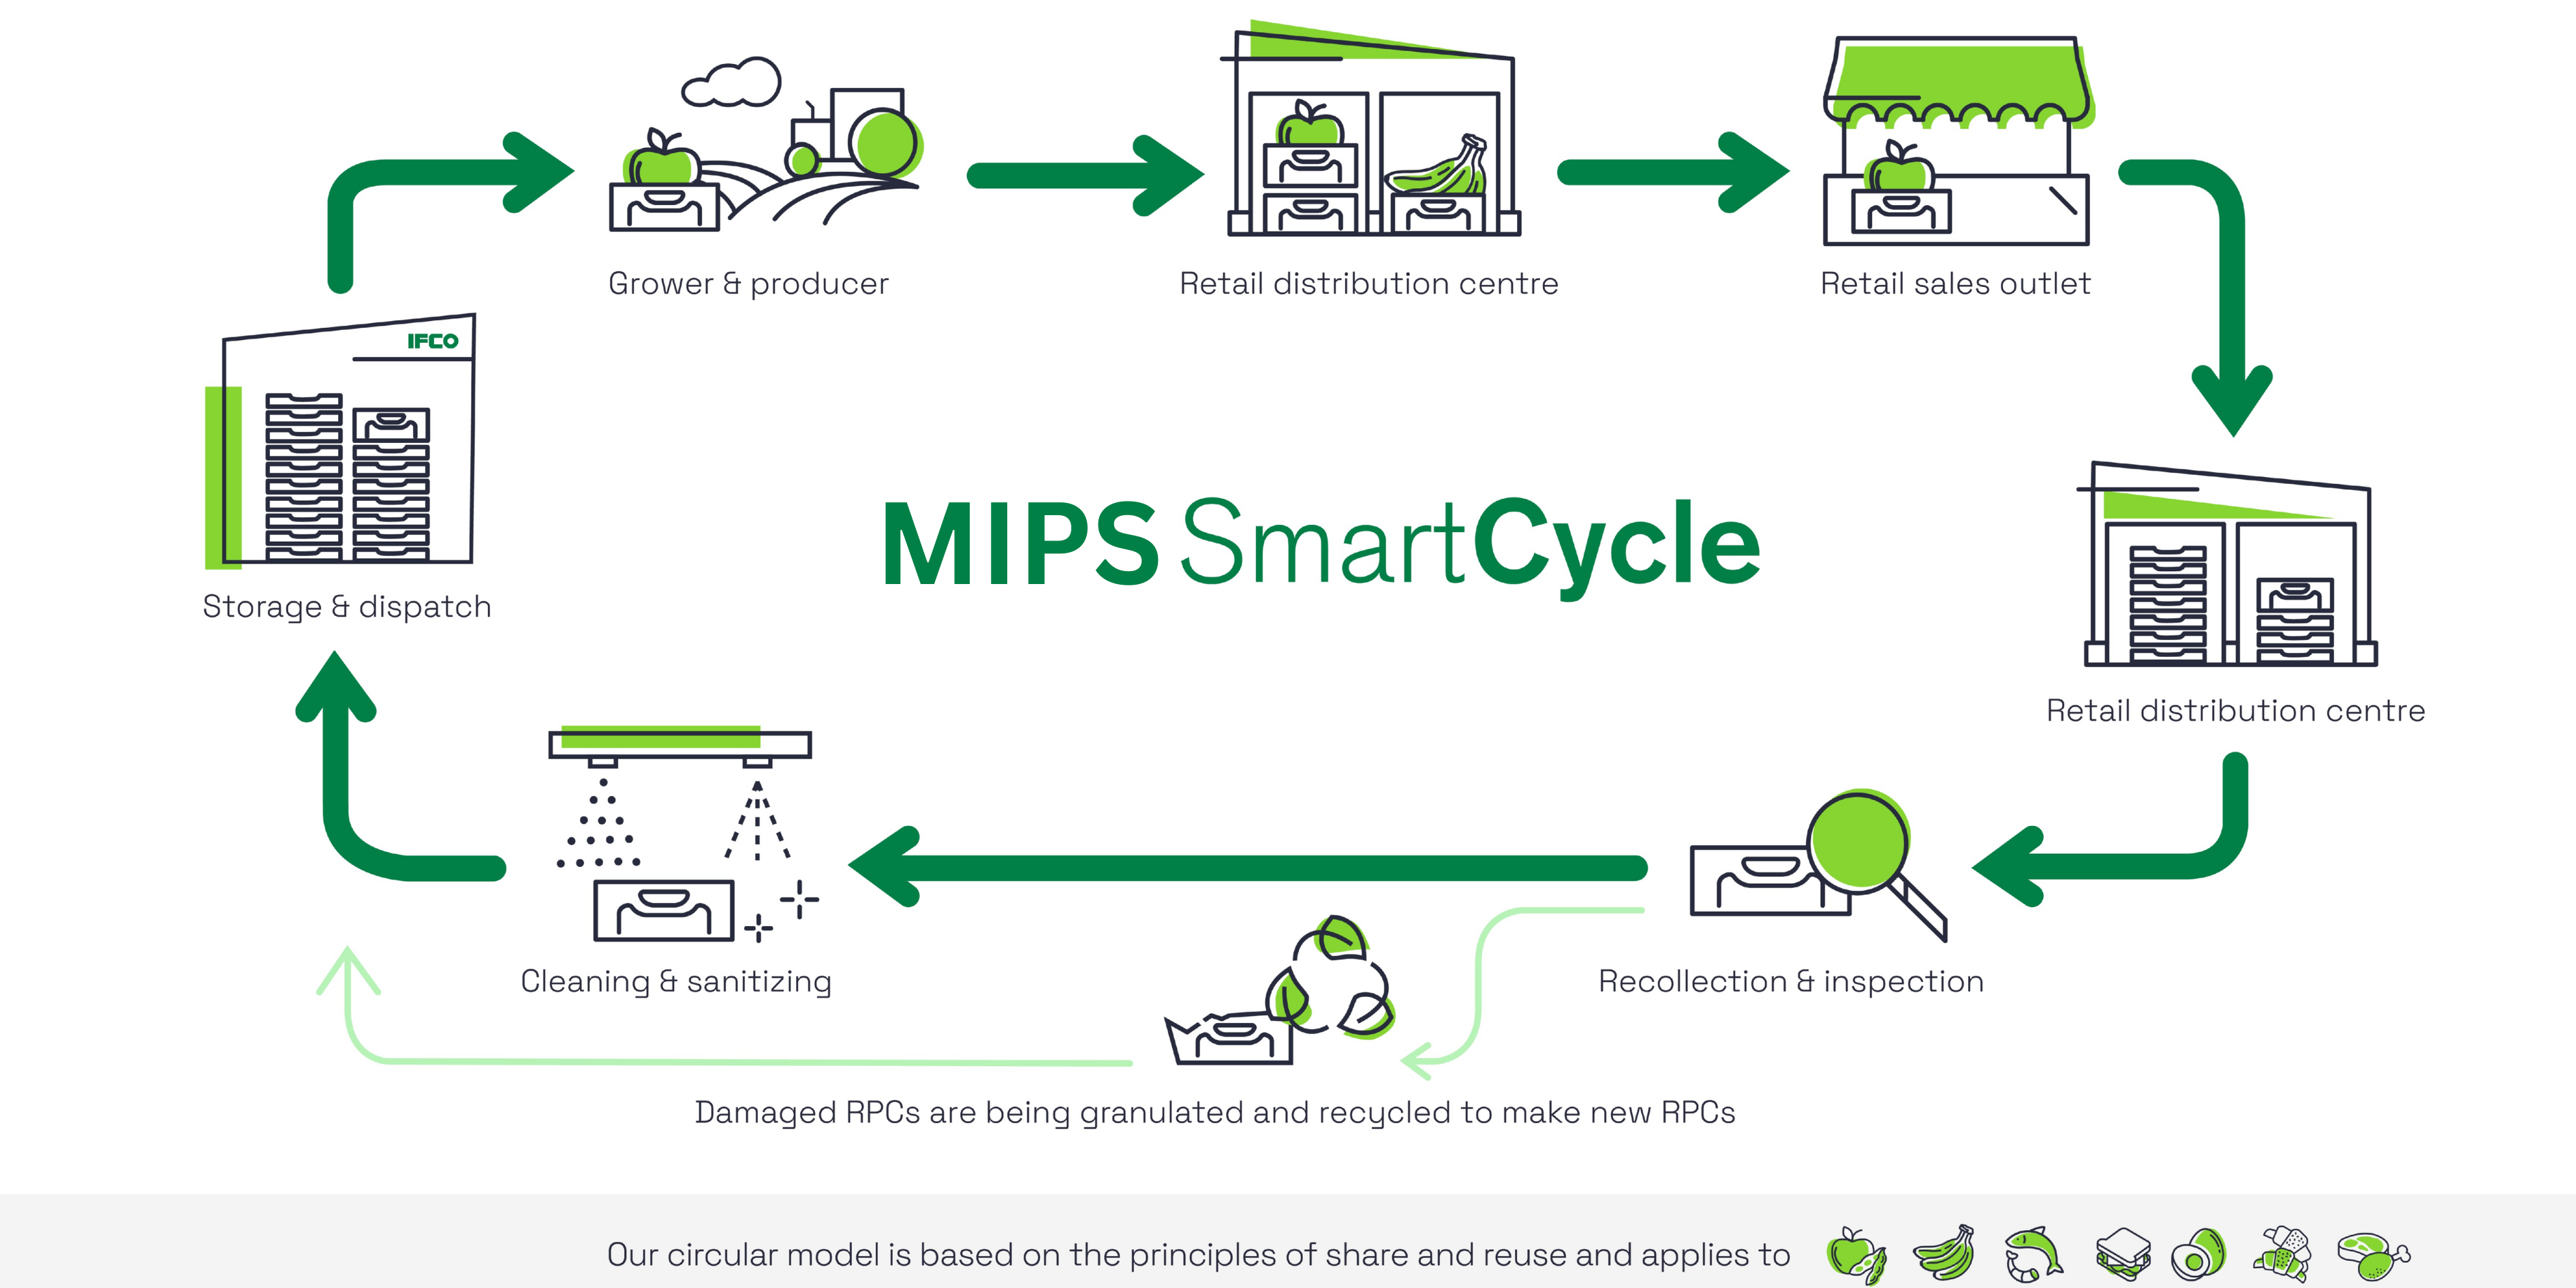 Grower & producer
Retail distribution centre
Retail sales outlet
IFCO
Storage & dispatch
MIPS SmartCycle
Retail distribution centre
Cleaning & sanitizing
Recollection & inspection
Damaged RPCs are being granulated and recycled to make new RPCs
Our circular model is based on the principles of share and reuse and applies to